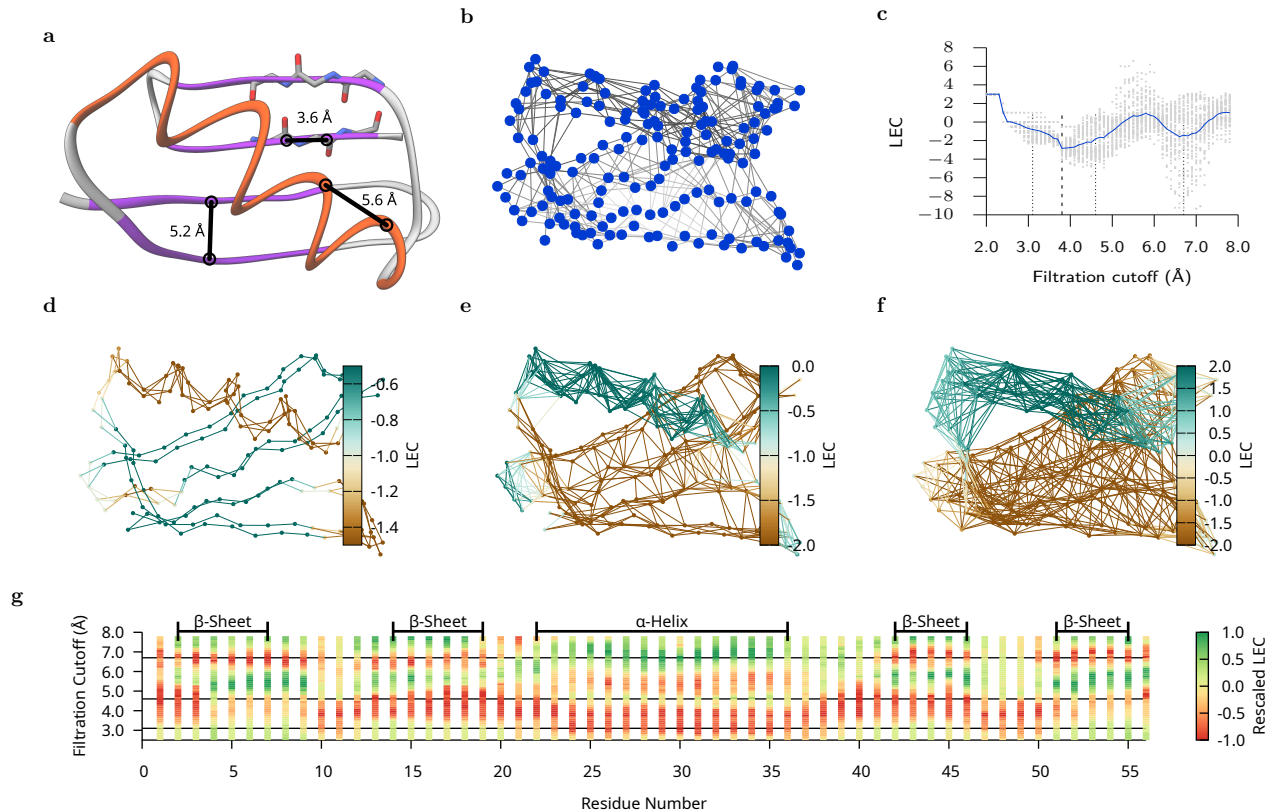 a
3.6 Å
5.6 Å
5.2 Å
b
c
LEC
8
6
4
2
0
−2
−4
−6
−8
−10
2.0 3.0 4.0 5.0 6.0 7.0 8.0
Filtration cutoff (Å)
d
-0.6
-0.8
-1.0
-1.2
-1.4
LEC
e
0.0
-0.5
-1.0
-1.5
-2.0
LEC
f
2.0
1.5
1.0
0.5
0.0
-0.5
-1.0
-1.5
-2.0
LEC
g
β-Sheet β-Sheet α-Helix β-Sheet β-Sheet
Filtration Cutoff (Å)
8.0
7.0
6.0
5.0
4.0
3.0
0 5 10 15 20 25 30 35 40 45 50 55
Residue Number
1.0
0.5
0.0
-0.5
-1.0
Rescaled LEC